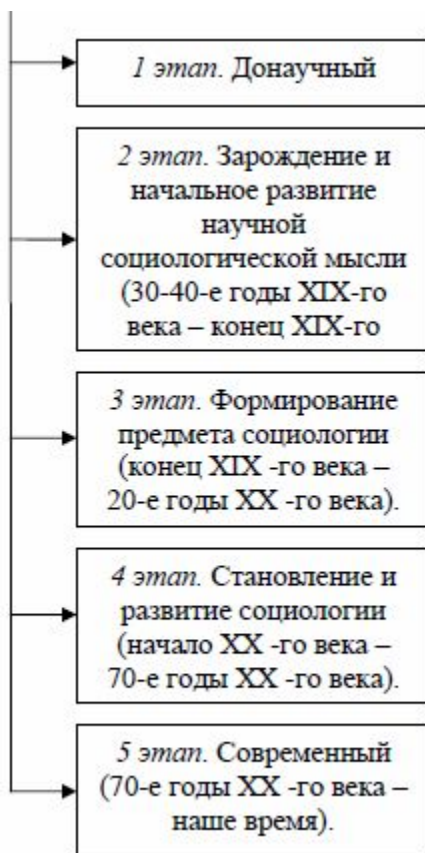 1 этап. Донаучный
2 этап. Зарождение и
начальное развитие
научной
социологической мысли
(30-40-е годы XIX-го
века – конец XIX-го
3 этап. Формирование
предмета социологии
(конец XIX -го века –
20-е годы XX -го века).
4 этап. Становление и
развитие социологии
(начало XX -го века –
70-е годы XX -го века).
5 этап. Современный
(70-е годы XX -го века –
наше время).